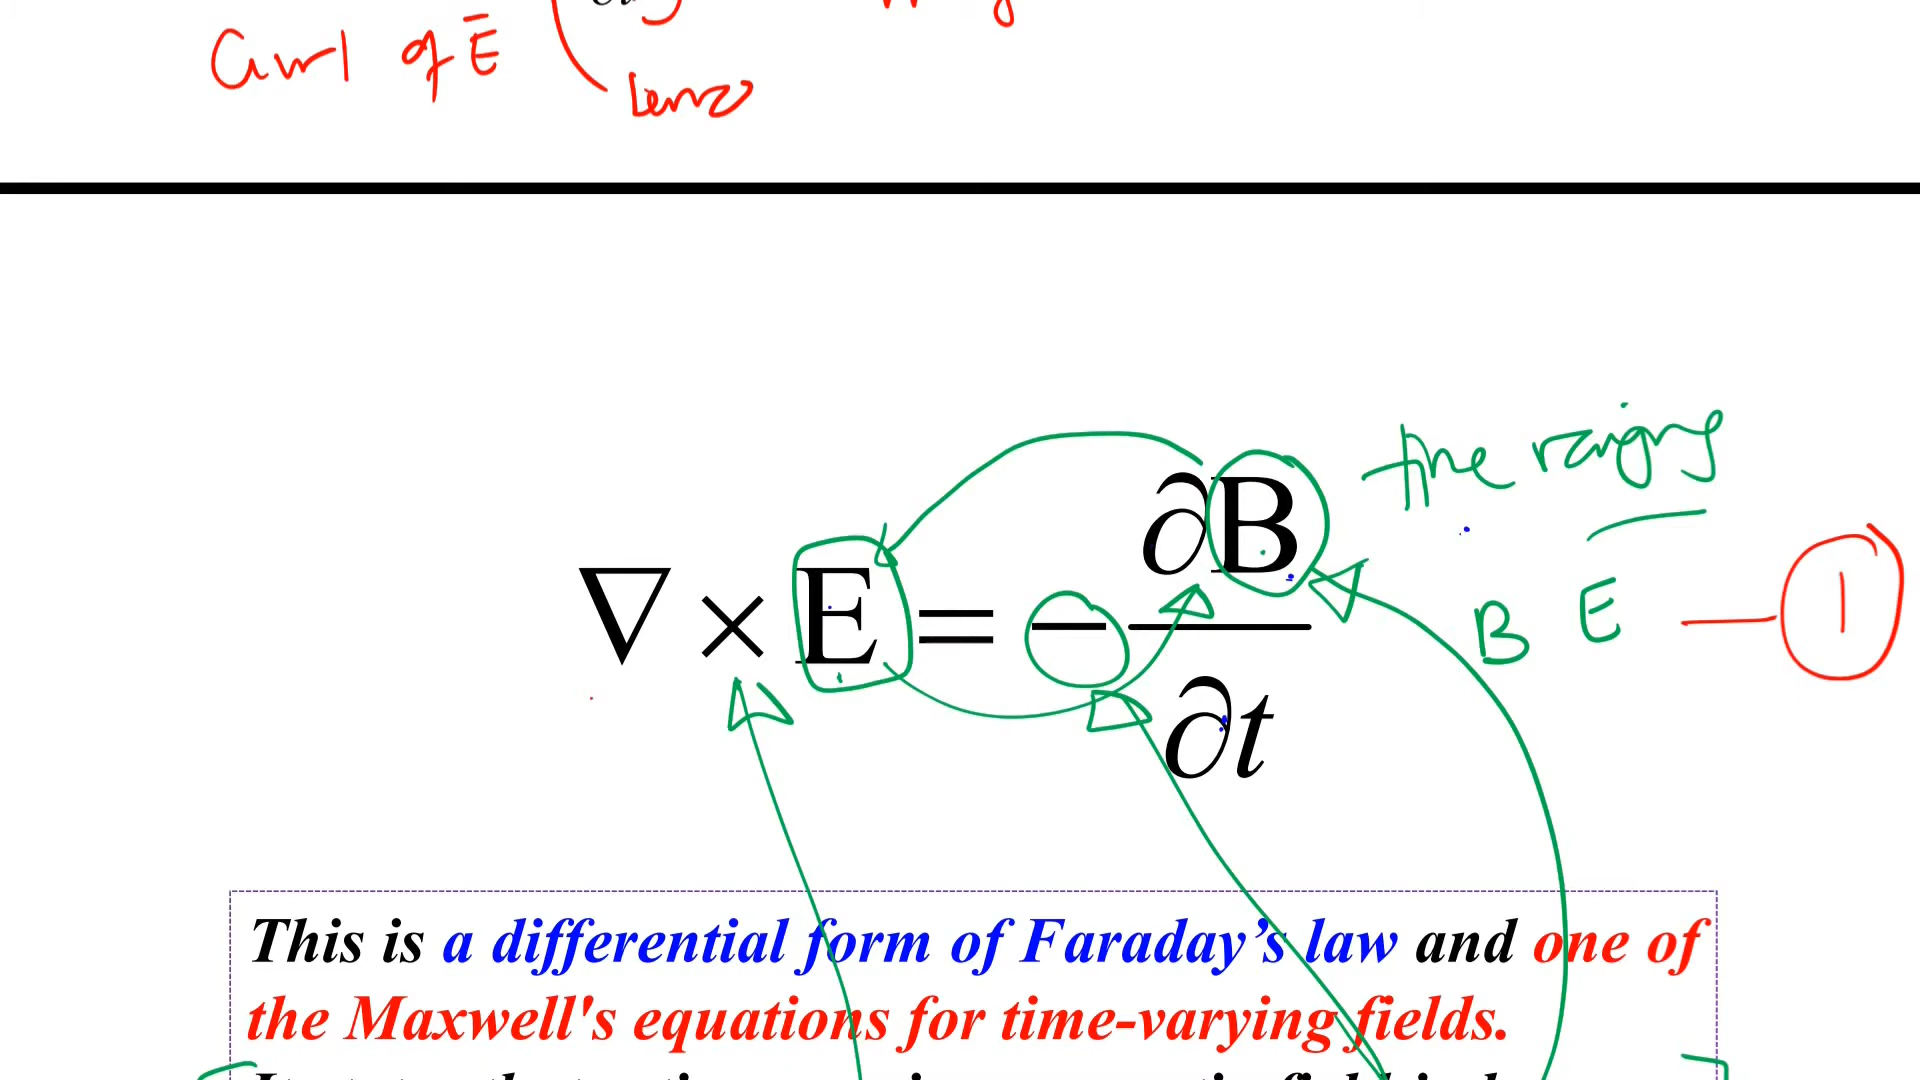 Curl of E
Lenz
∇ × E = − ∂B/∂t
time varying
B E
1
This is a differential form of Faraday’s law and one of
the Maxwell's equations for time-varying fields.